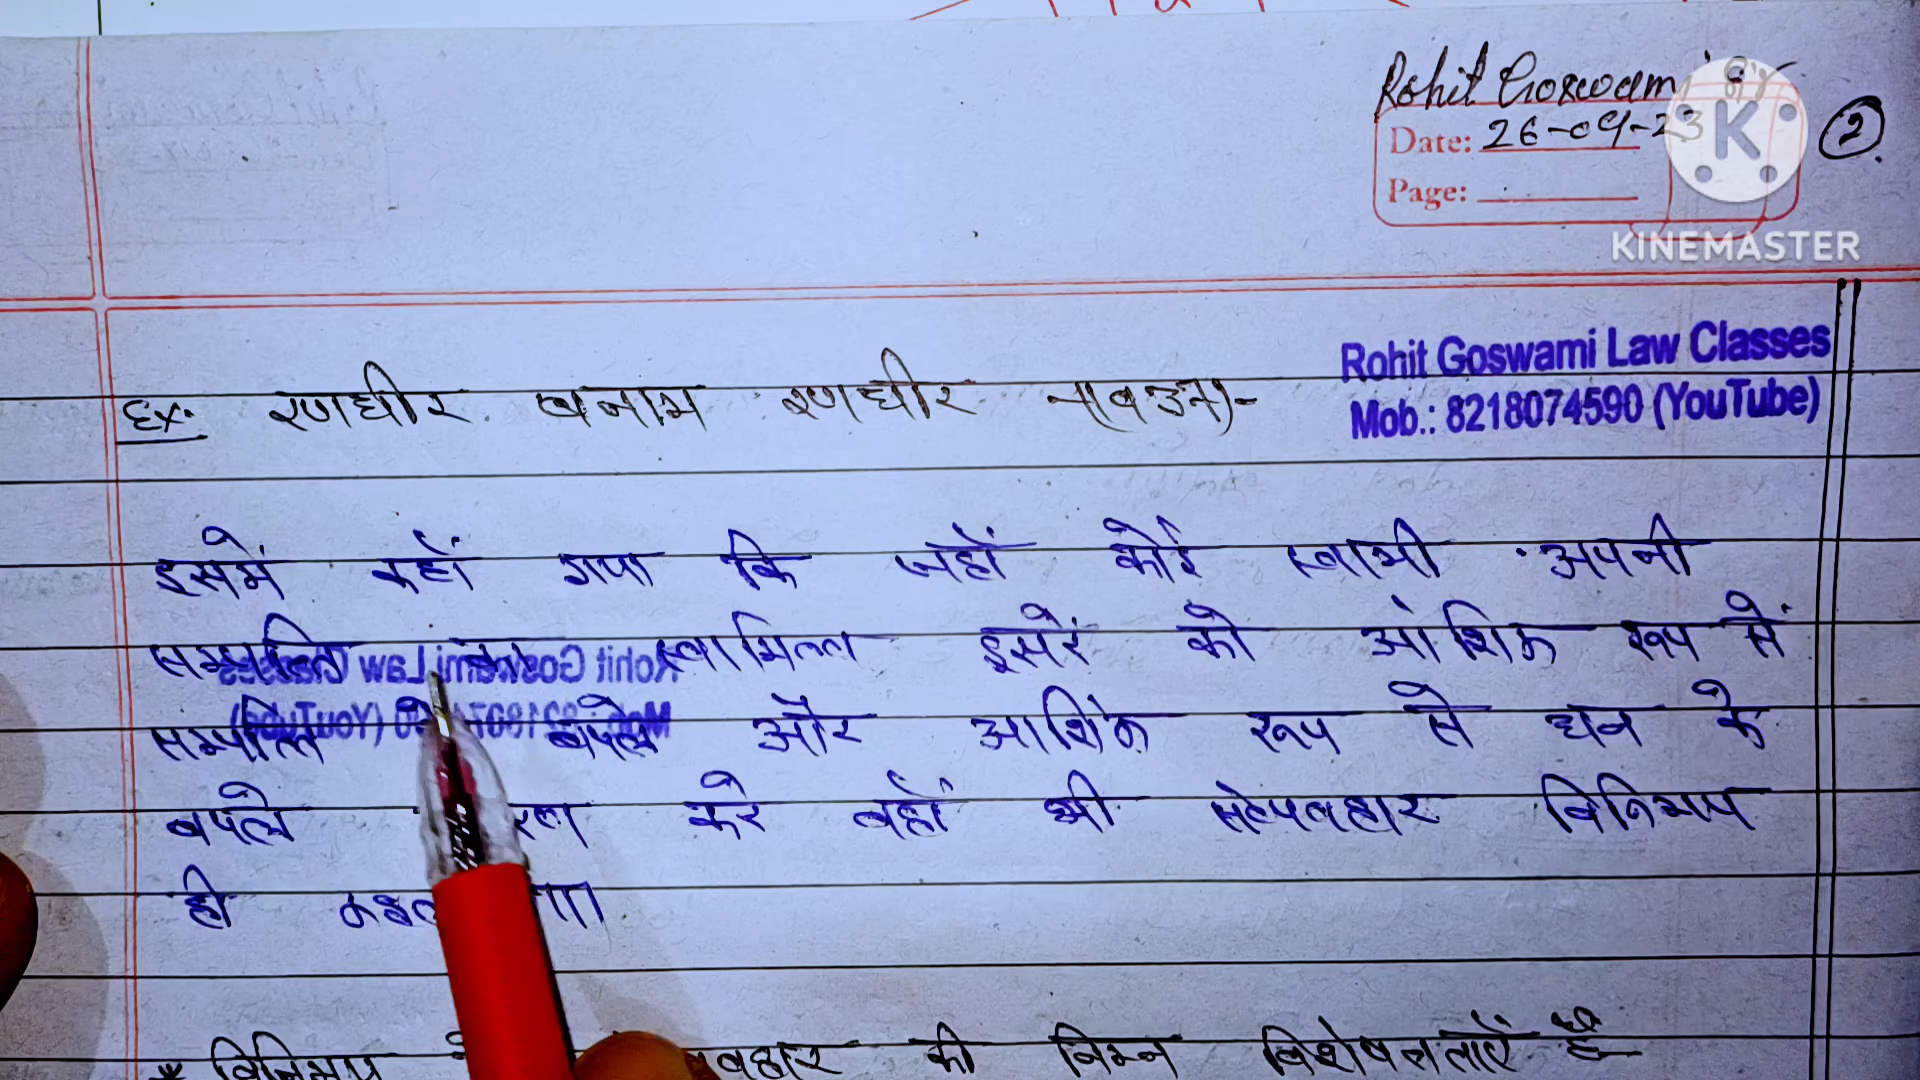 Rohit Goswami
Date: 26-09-23
2
Page:
K
KINEMASTER
Rohit Goswami Law Classes
Mob.: 8218074590 (YouTube)
Ex. रणधीर बनाम रणधीर
इसमें कहाँ गया कि जहाँ कोई स्वामी अपनी
सम्पत्ति का स्वामित्व दूसरें को आंशिक रूप से
सम्पत्ति के बदले और आंशिक रूप से धन के
बदले करे वहाँ भी संव्यवहार विनिमय
ही
* विनिमय की निम्न विशेषतताऐं है-